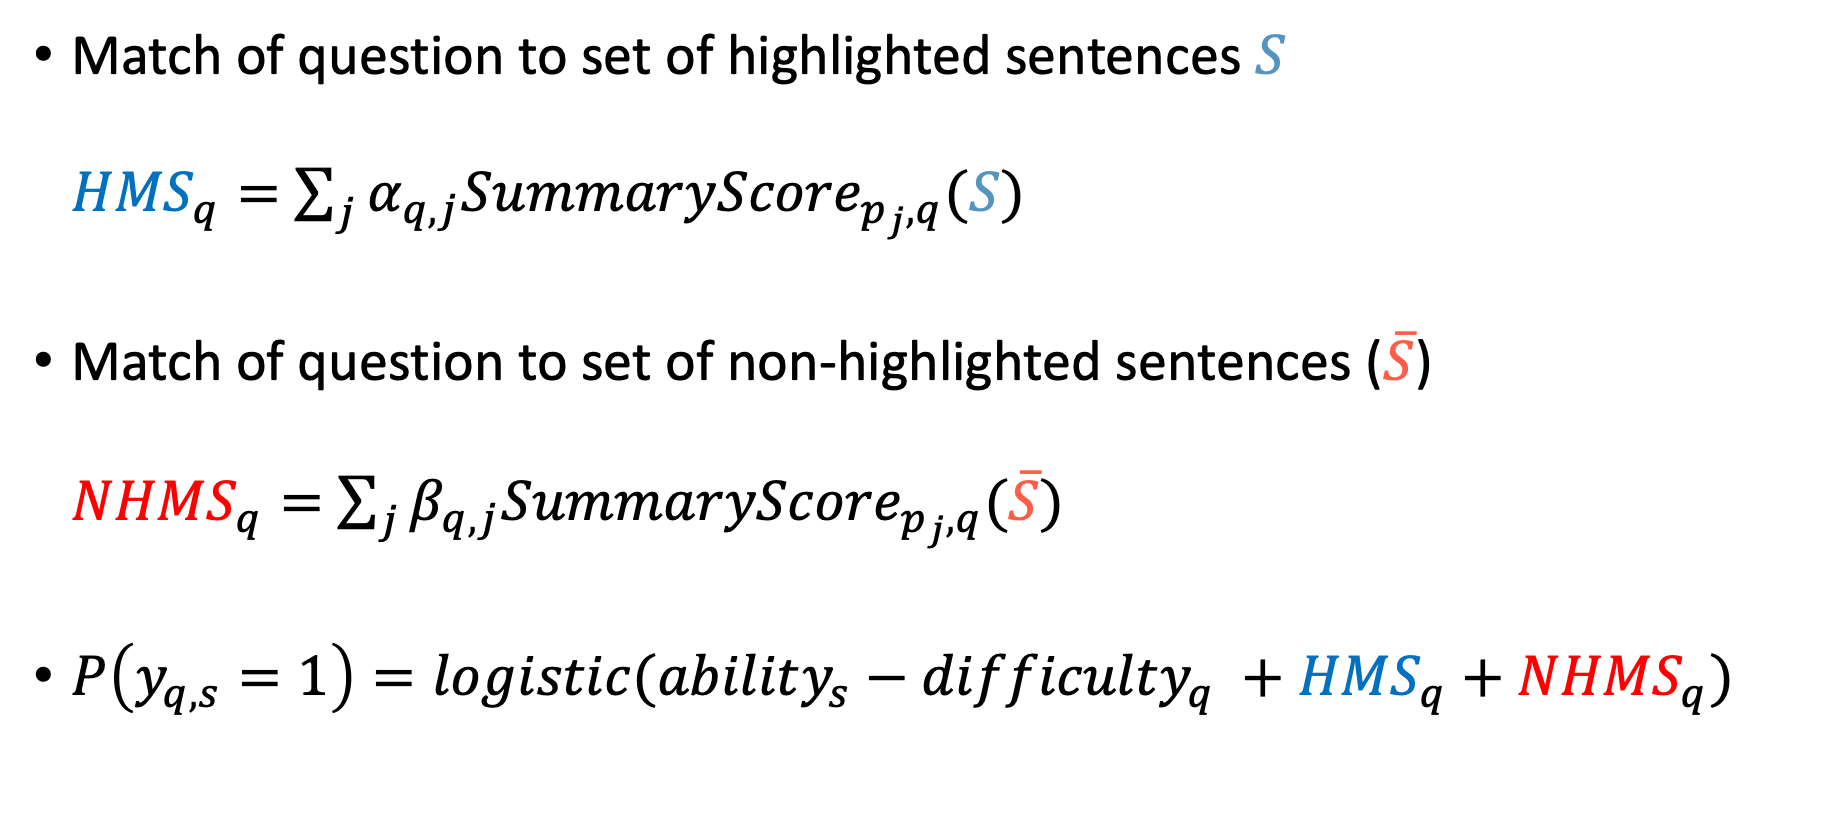 • Match of question to set of highlighted sentences S
HMS_q = ∑_j α_{q,j} SummaryScore_{p_j,q}(S)
• Match of question to set of non-highlighted sentences (S̄)
NHMS_q = ∑_j β_{q,j} SummaryScore_{p_j,q}(S̄)
• P(y_{q,s} = 1) = logistic(ability_s − difficulty_q + HMS_q + NHMS_q)